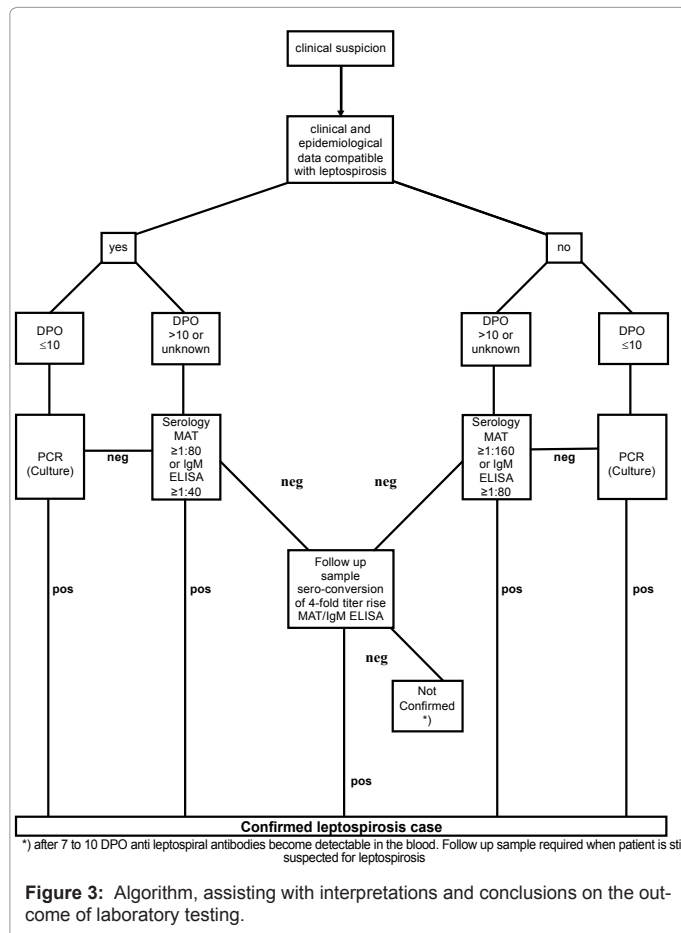 clinical suspicion
clinical and
epidemiological
data compatible
with leptospirosis
yes
no
DPO
≤10
DPO
>10 or
unknown
DPO
>10 or
unknown
DPO
≤10
PCR
(Culture)
neg
Serology
MAT
≥1:80
or IgM
ELISA
≥1:40
Serology
MAT
≥1:160
or IgM
ELISA
≥1:80
neg
PCR
(Culture)
neg
neg
Follow up
sample
sero-conversion
of 4-fold titer rise
MAT/IgM ELISA
pos
pos
pos
pos
neg
Not
Confirmed
*)
pos
Confirmed leptospirosis case
*) after 7 to 10 DPO anti leptospiral antibodies become detectable in the blood. Follow up sample required when patient is sti
suspected for leptospirosis
Figure 3: Algorithm, assisting with interpretations and conclusions on the out-
come of laboratory testing.